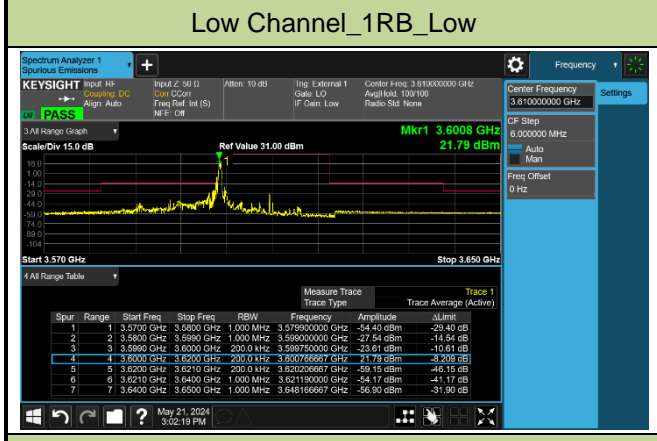 Low Channel_1RB_Low
Spectrum Analyzer 1
Spurious Emissions
+
Frequency
KEYSIGHT
Input: RF
Coupling: DC
Align: Auto
Input Z: 50 Ω
Corr CCorr
Freq Ref: Int (S)
NFE: Off
Atten: 10 dB
Trig: External 1
Gate: LO
IF Gain: Low
Center Freq: 3.610000000 GHz
Avg|Hold: 100/100
Radio Std: None
PASS
Center Frequency
3.610000000 GHz
Settings
CF Step
6.000000 MHz
Auto
Man
Freq Offset
0 Hz
3 All Range Graph
Mkr1 3.6008 GHz
Scale/Div 15.0 dB
Ref Value 31.00 dBm
21.79 dBm
1
16.0
1.00
-14.0
-29.0
-44.0
-59.0
-74.0
-89.0
-104
Start 3.570 GHz
Stop 3.650 GHz
4 All Range Table
Measure Trace Trace 1
Trace Type Trace Average (Active)
Spur Range Start Freq Stop Freq RBW Frequency Amplitude ΔLimit
1 1 3.5700 GHz 3.5800 GHz 1.000 MHz 3.579900000 GHz -54.40 dBm -29.40 dB
2 2 3.5800 GHz 3.5990 GHz 1.000 MHz 3.599000000 GHz -27.54 dBm -14.54 dB
3 3 3.5990 GHz 3.6000 GHz 200.0 kHz 3.599750000 GHz -23.61 dBm -10.61 dB
4 4 3.6000 GHz 3.6200 GHz 200.0 kHz 3.600766667 GHz 21.79 dBm -8.209 dB
5 5 3.6200 GHz 3.6210 GHz 200.0 kHz 3.620206667 GHz -59.15 dBm -46.15 dB
6 6 3.6210 GHz 3.6400 GHz 1.000 MHz 3.621190000 GHz -54.17 dBm -41.17 dB
7 7 3.6400 GHz 3.6500 GHz 1.000 MHz 3.648166667 GHz -56.90 dBm -31.90 dB
?
May 21, 2024
3:02:19 PM